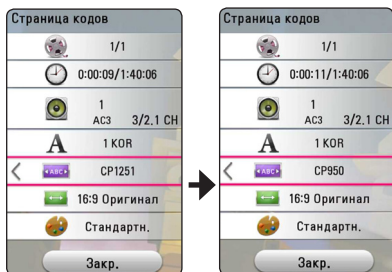 Страница кодов
1/1
0:00:09/1:40:06
1
AC3 3/2.1 CH
A 1 KOR
ABC CP1251
16:9 Оригинал
Стандартн.
Закр.
Страница кодов
1/1
0:00:11/1:40:06
1
AC3 3/2.1 CH
A 1 KOR
ABC CP950
16:9 Оригинал
Стандартн.
Закр.